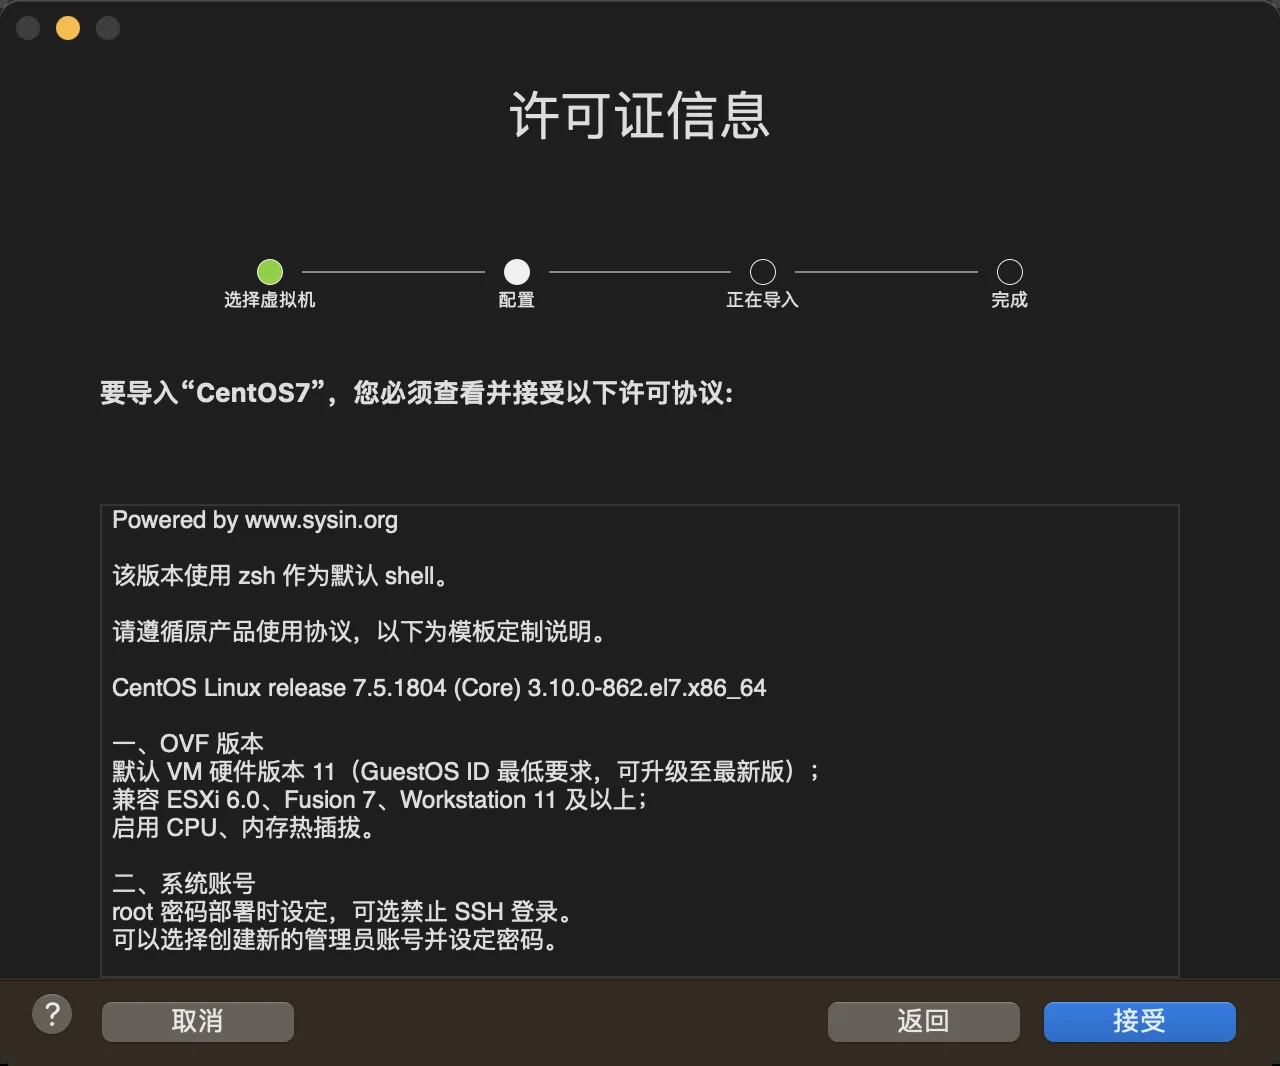 许可证信息
选择虚拟机
配置
正在导入
完成
要导入“CentOS7”，您必须查看并接受以下许可协议:
Powered by www.sysin.org
该版本使用 zsh 作为默认 shell。
请遵循原产品使用协议，以下为模板定制说明。
CentOS Linux release 7.5.1804 (Core) 3.10.0-862.el7.x86_64
一、OVF 版本
默认 VM 硬件版本 11（GuestOS ID 最低要求，可升级至最新版）；
兼容 ESXi 6.0、Fusion 7、Workstation 11 及以上；
启用 CPU、内存热插拔。
二、系统账号
root 密码部署时设定，可选禁止 SSH 登录。
可以选择创建新的管理员账号并设定密码。
?
取消
返回
接受